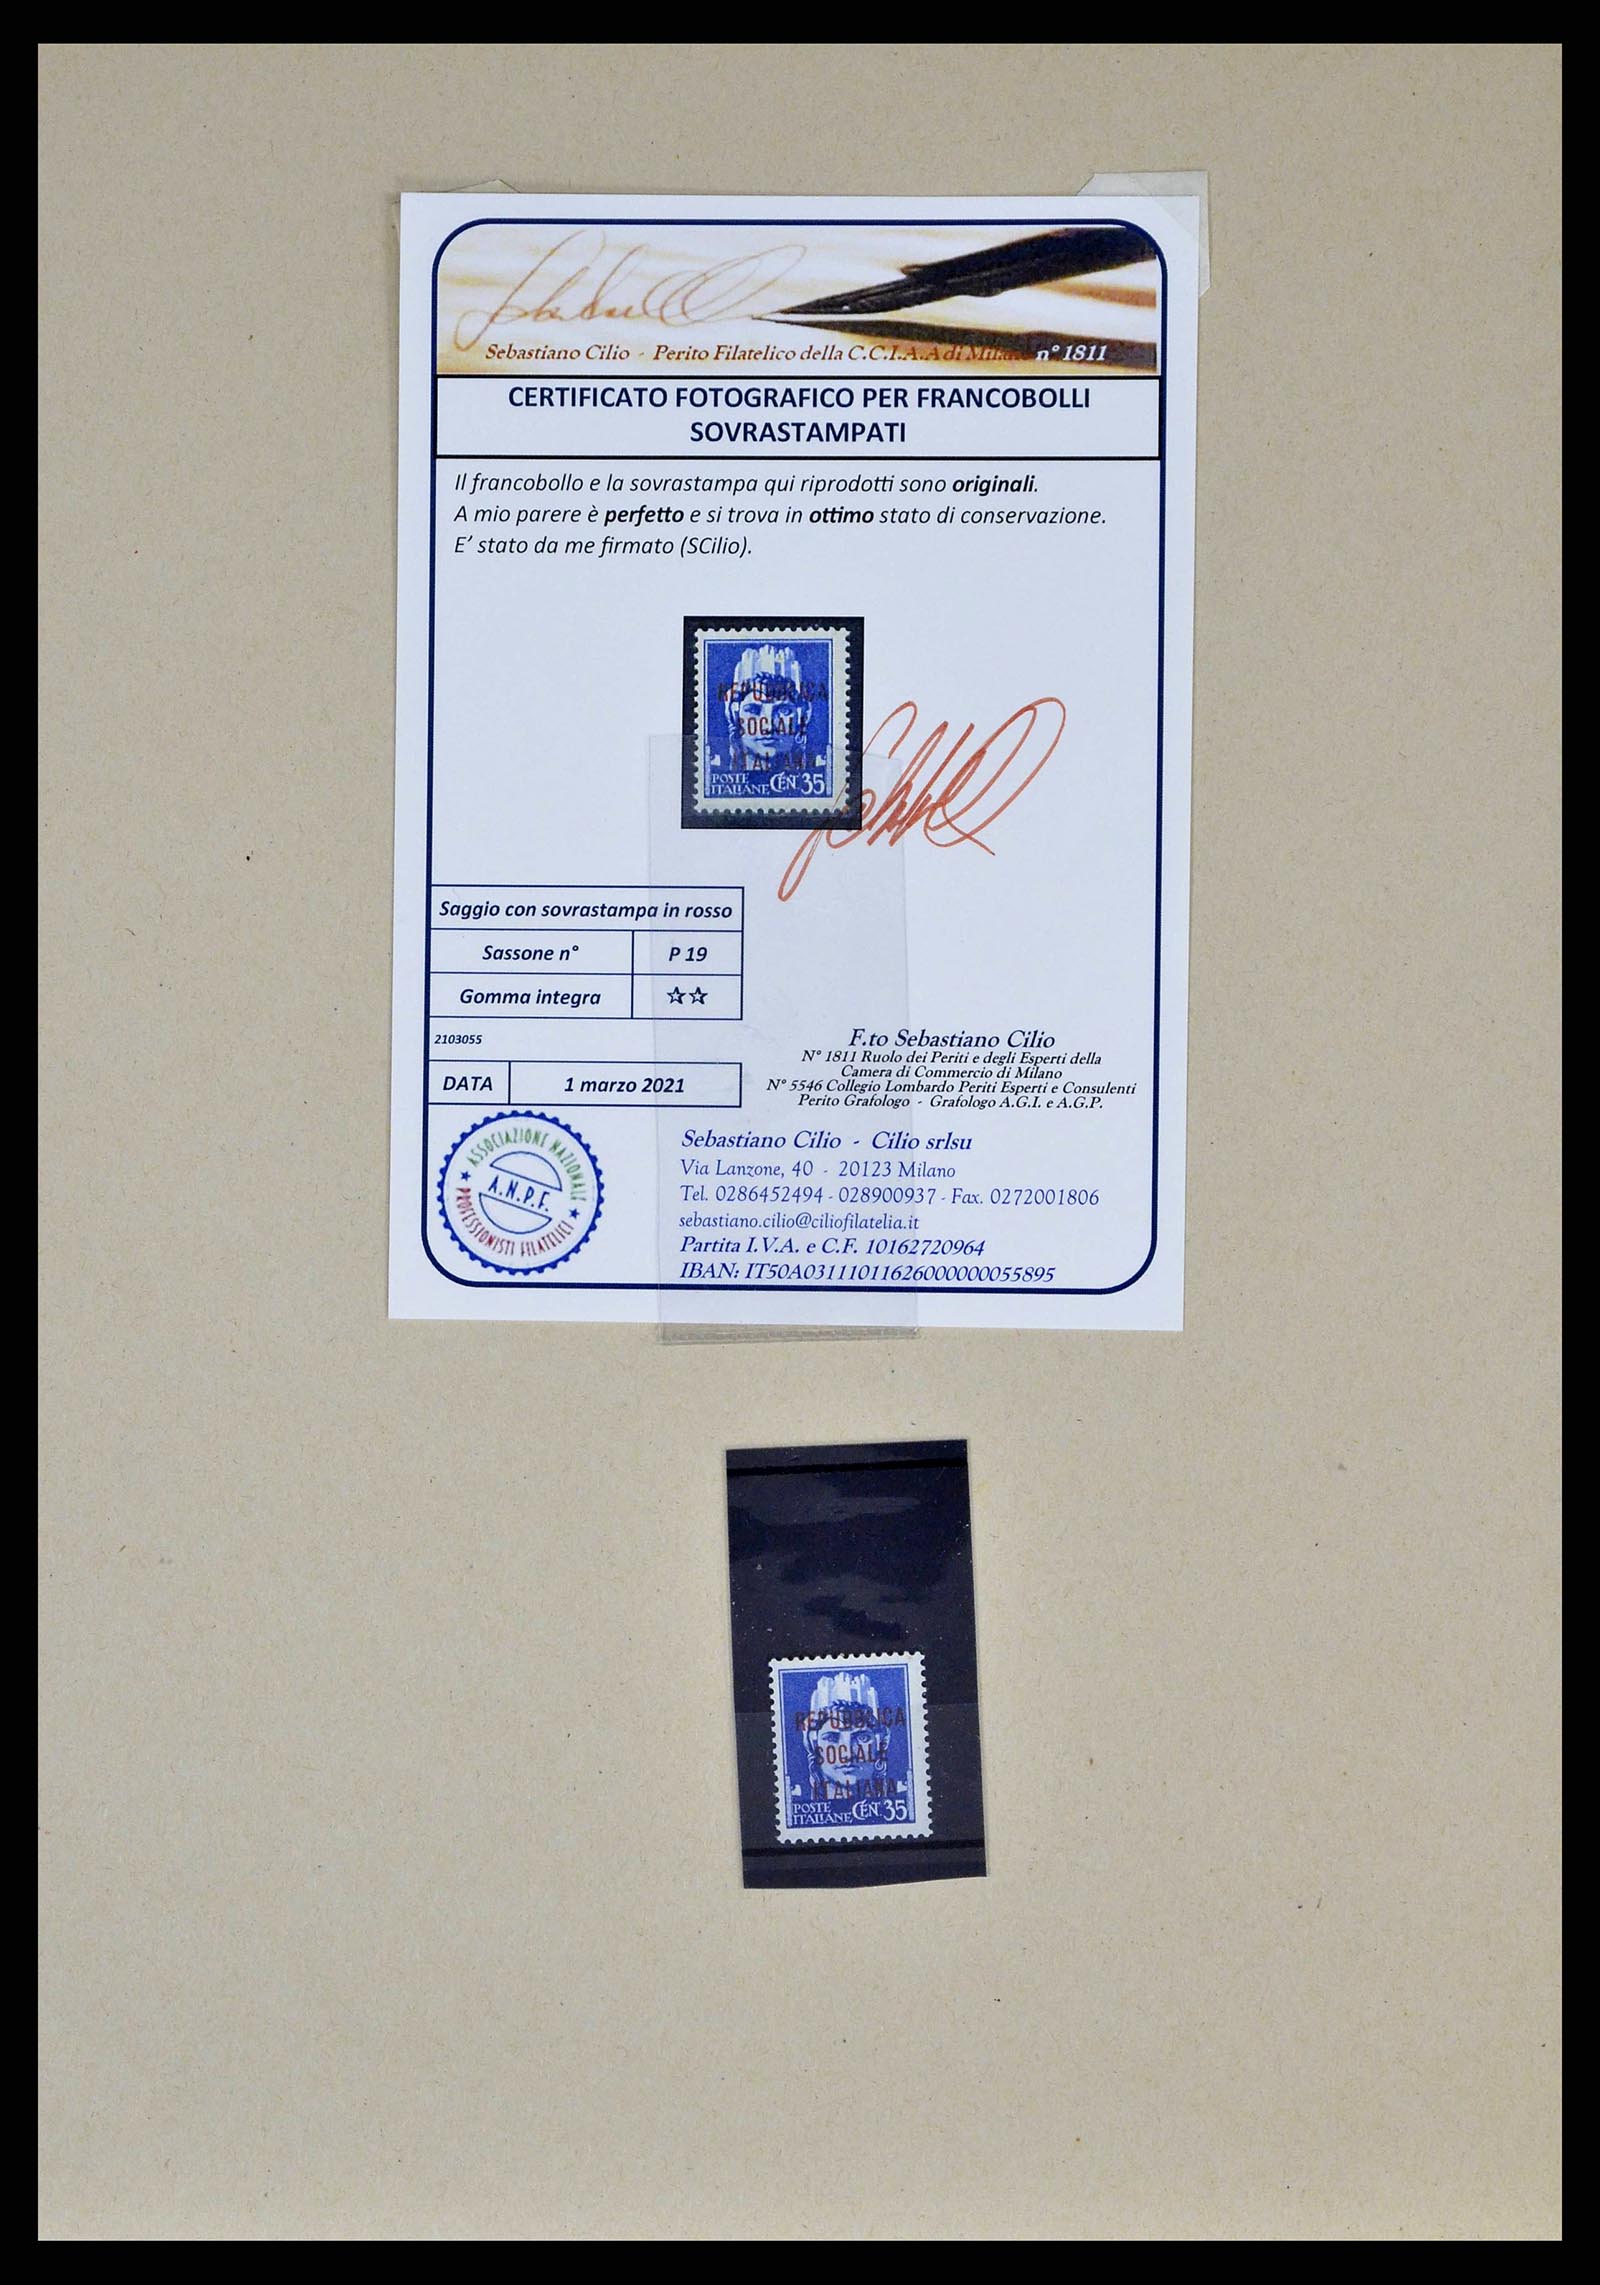 Sebastiano Cilio - Perito Filatelico della C.C.I.A.A di Milano n° 1811
CERTIFICATO FOTOGRAFICO PER FRANCOBOLLI
SOVRASTAMPATI
Il francobollo e la sovrastampa qui riprodotti sono originali.
A mio parere è perfetto e si trova in ottimo stato di conservazione.
E' stato da me firmato (SCilio).
REPUBBLICA
SOCIALE
ITALIANA
POSTE
ITALIANE CEN. 35
Saggio con sovrastampa in rosso
Sassone n° P 19
Gomma integra ☆☆
2103055
DATA 1 marzo 2021
F.to Sebastiano Cilio
N° 1811 Ruolo dei Periti e degli Esperti della
Camera di Commercio di Milano
N° 5546 Collegio Lombardo Periti Esperti e Consulenti
Perito Grafologo - Grafologo A.G.I. e A.G.P.
ASSOCIAZIONE NAZIONALE
A.N.P.F.
PROFESSIONISTI FILATELICI
Sebastiano Cilio - Cilio srlsu
Via Lanzone, 40 - 20123 Milano
Tel. 0286452494 - 028900937 - Fax. 0272001806
sebastiano.cilio@ciliofilatelia.it
Partita I.V.A. e C.F. 10162720964
IBAN: IT50A03111011626000000055895
REPUBBLICA
SOCIALE
ITALIANA
POSTE
ITALIANE CEN. 35